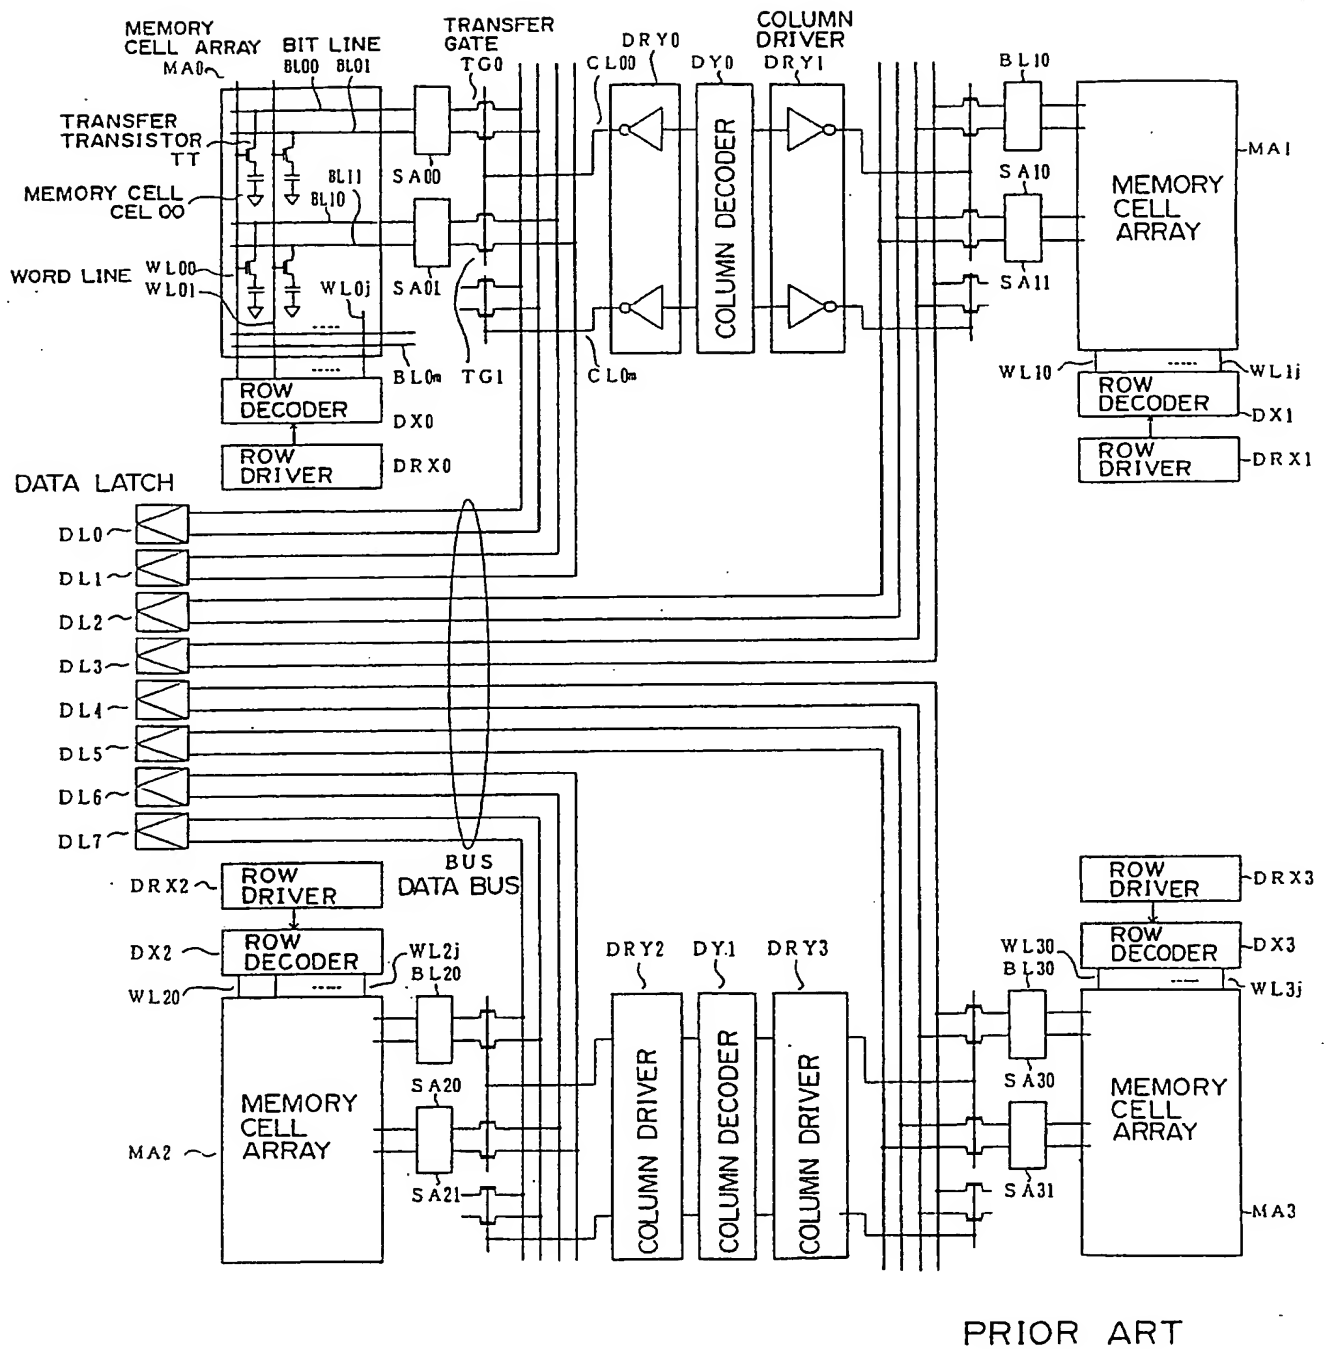 MEMORY
CELL ARRAY
MA0
BIT LINE
BL00 BL01
TRANSFER
GATE
TG0
CL00
DRY0
DY0
COLUMN
DRIVER
DRY1
BL10
TRANSFER
TRANSISTOR
TT
MEMORY CELL
CEL 00
BL11
BL10
SA00
SA01
WORD LINE
WL00
WL01
WL0j
BL0m
TG1
CL0m
COLUMN DECODER
SA10
SA11
MEMORY
CELL
ARRAY
MA1
WL10
WL1j
ROW
DECODER
DX0
ROW
DRIVER
DRX0
ROW
DECODER
DX1
ROW
DRIVER
DRX1
DATA LATCH
DL0
DL1
DL2
DL3
DL4
DL5
DL6
DL7
BUS
DATA BUS
DRX2
ROW
DRIVER
DX2
ROW
DECODER
WL20
WL2j
BL20
DRY2
DY.1
DRY3
ROW
DRIVER
DRX3
ROW
DECODER
DX3
WL30
BL30
WL3j
SA20
SA21
MEMORY
CELL
ARRAY
MA2
COLUMN DRIVER
COLUMN DECODER
COLUMN DRIVER
SA30
SA31
MEMORY
CELL
ARRAY
MA3
PRIOR ART